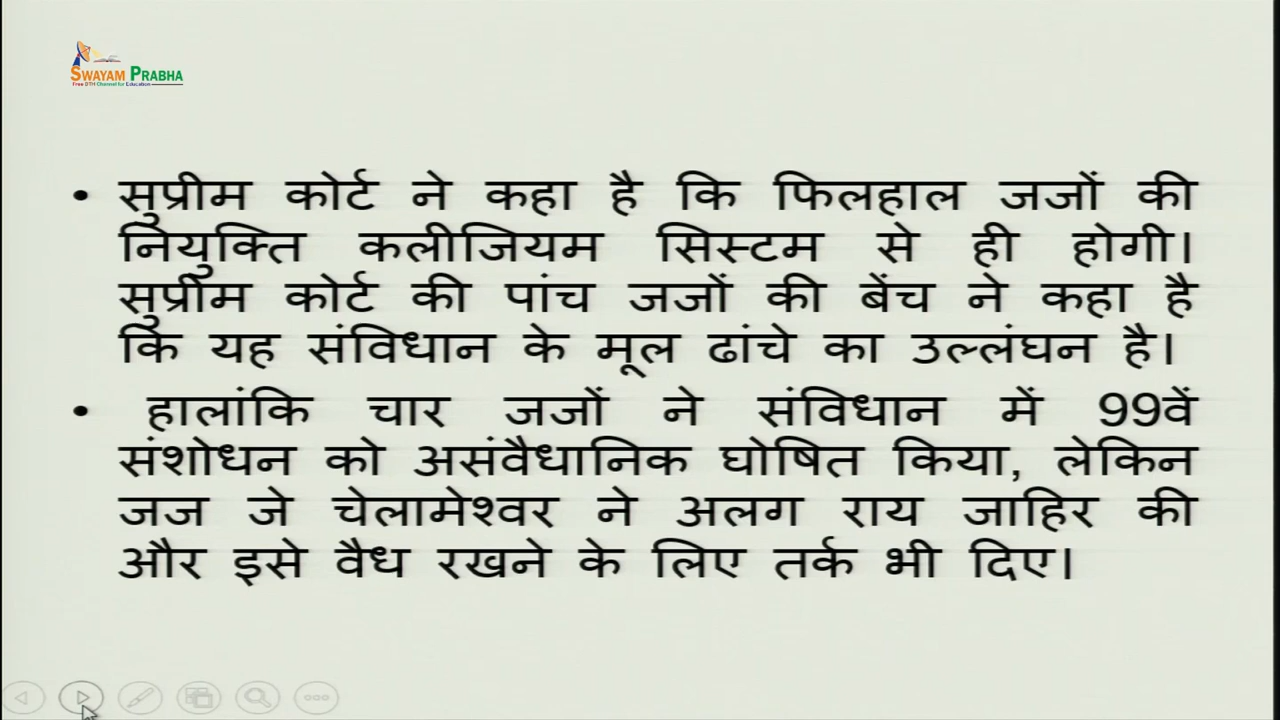 SWAYAM PRABHA
Free DTH Channel for Education
• सुप्रीम कोर्ट ने कहा है कि फिलहाल जजों की
नियुक्ति कलीजियम सिस्टम से ही होगी।
सुप्रीम कोर्ट की पांच जजों की बेंच ने कहा है
कि यह संविधान के मूल ढांचे का उल्लंघन है।
• हालांकि चार जजों ने संविधान में 99वें
संशोधन को असंवैधानिक घोषित किया, लेकिन
जज जे चेलामेश्वर ने अलग राय जाहिर की
और इसे वैध रखने के लिए तर्क भी दिए।